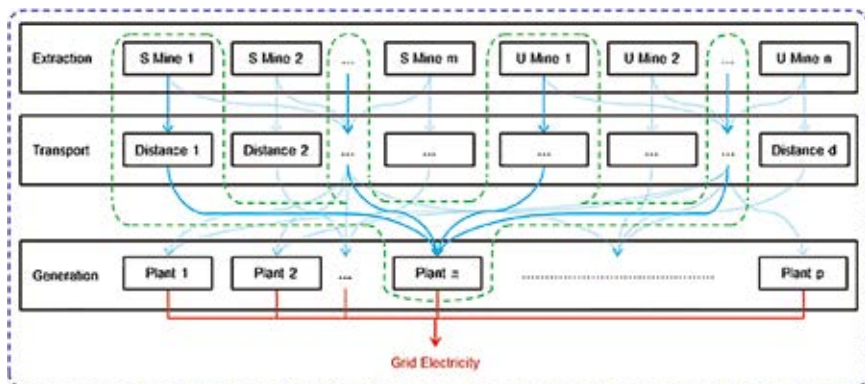 Extraction S Mine 1 S Mine 2 ... S Mine m U Mine 1 U Mine 2 ... U Mine n
Transport Distance 1 Distance 2 ... ... ... ... ... Distance d
Generation Plant 1 Plant 2 ... Plant ................................................ Plant p
Grid Electricity